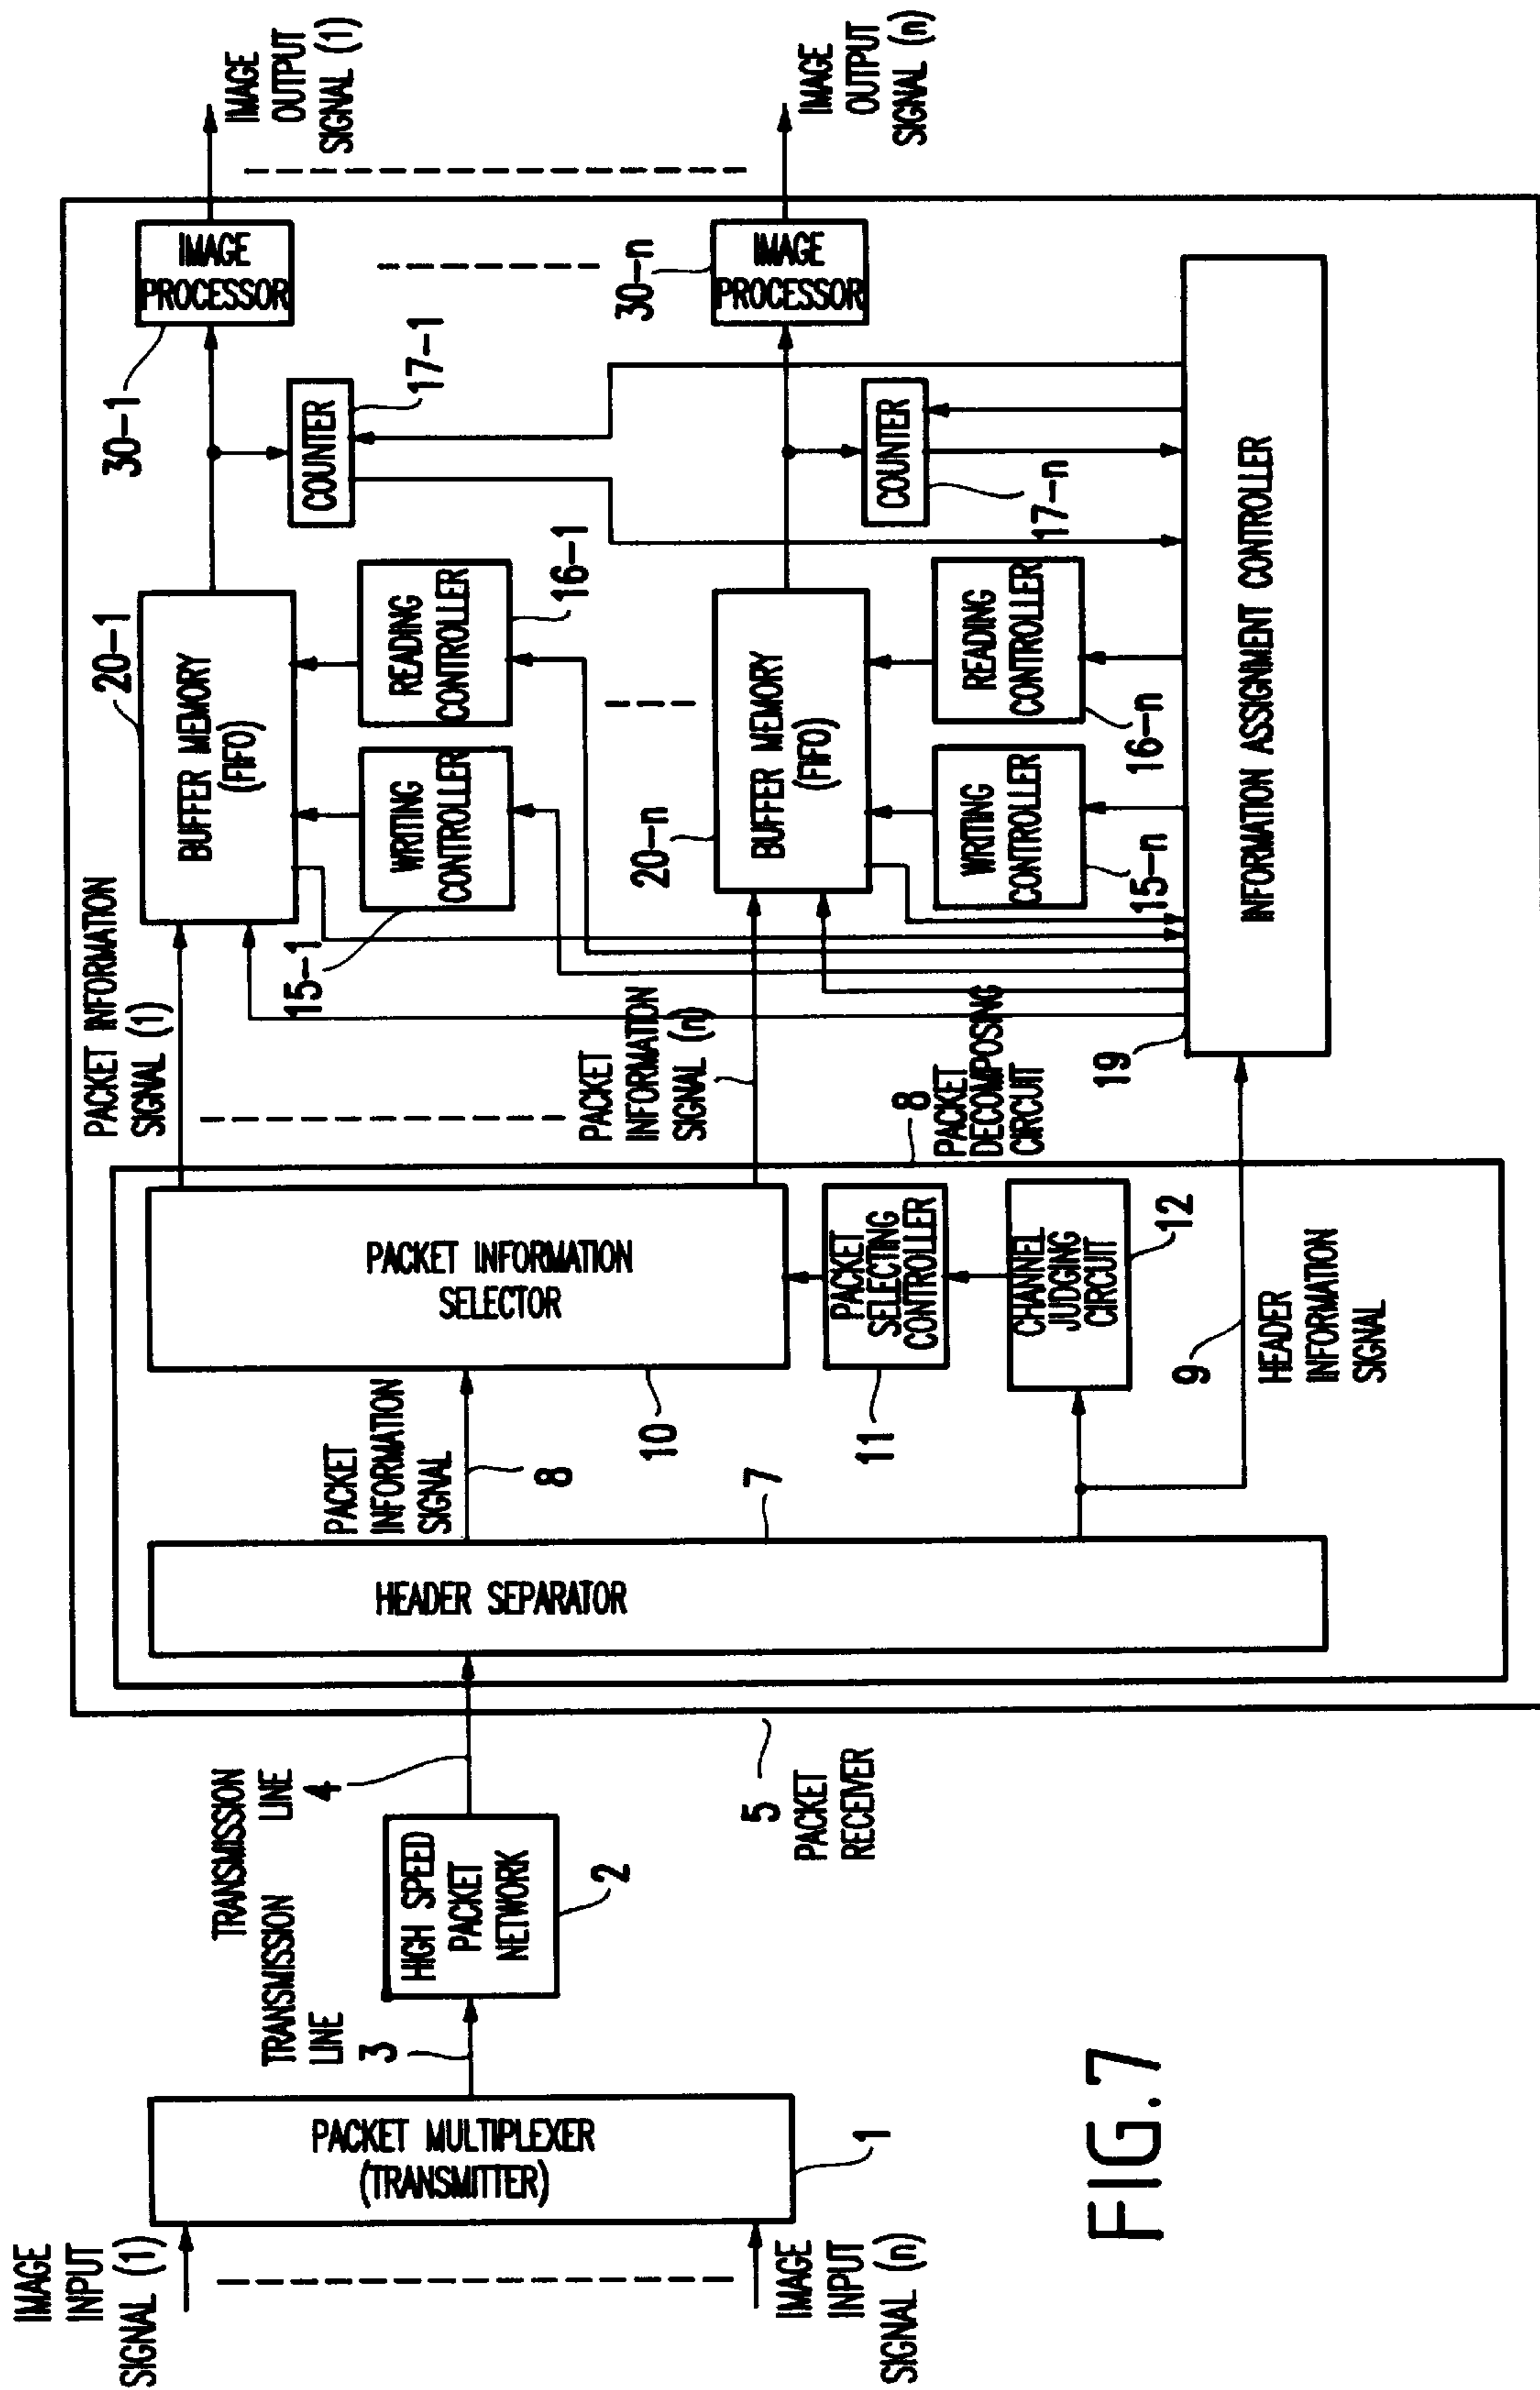 IMAGE
INPUT
SIGNAL (1)
IMAGE
INPUT
SIGNAL (n)
PACKET MULTIPLEXER
(TRANSMITTER)
1
TRANSMISSION
LINE
3
HIGH SPEED
PACKET
NETWORK
2
TRANSMISSION
LINE
4
5
PACKET
RECEIVER
HEADER SEPARATOR
7
PACKET
INFORMATION
SIGNAL
8
PACKET INFORMATION
SELECTOR
10
PACKET
SELECTING
CONTROLLER
11
CHANNEL
JUDGING
CIRCUIT
12
9
HEADER
INFORMATION
SIGNAL
8
PACKET
DECOMPOSING
CIRCUIT
PACKET INFORMATION
SIGNAL (1)
PACKET
INFORMATION
SIGNAL (n)
20-1
BUFFER MEMORY
(FIFO)
WRITING
CONTROLLER
15-1
READING
CONTROLLER
16-1
COUNTER
17-1
IMAGE
PROCESSOR
30-1
IMAGE
OUTPUT
SIGNAL (1)
20-n
BUFFER MEMORY
(FIFO)
WRITING
CONTROLLER
15-n
READING
CONTROLLER
16-n
COUNTER
17-n
IMAGE
PROCESSOR
30-n
IMAGE
OUTPUT
SIGNAL (n)
19
INFORMATION ASSIGNMENT CONTROLLER
FIG.7